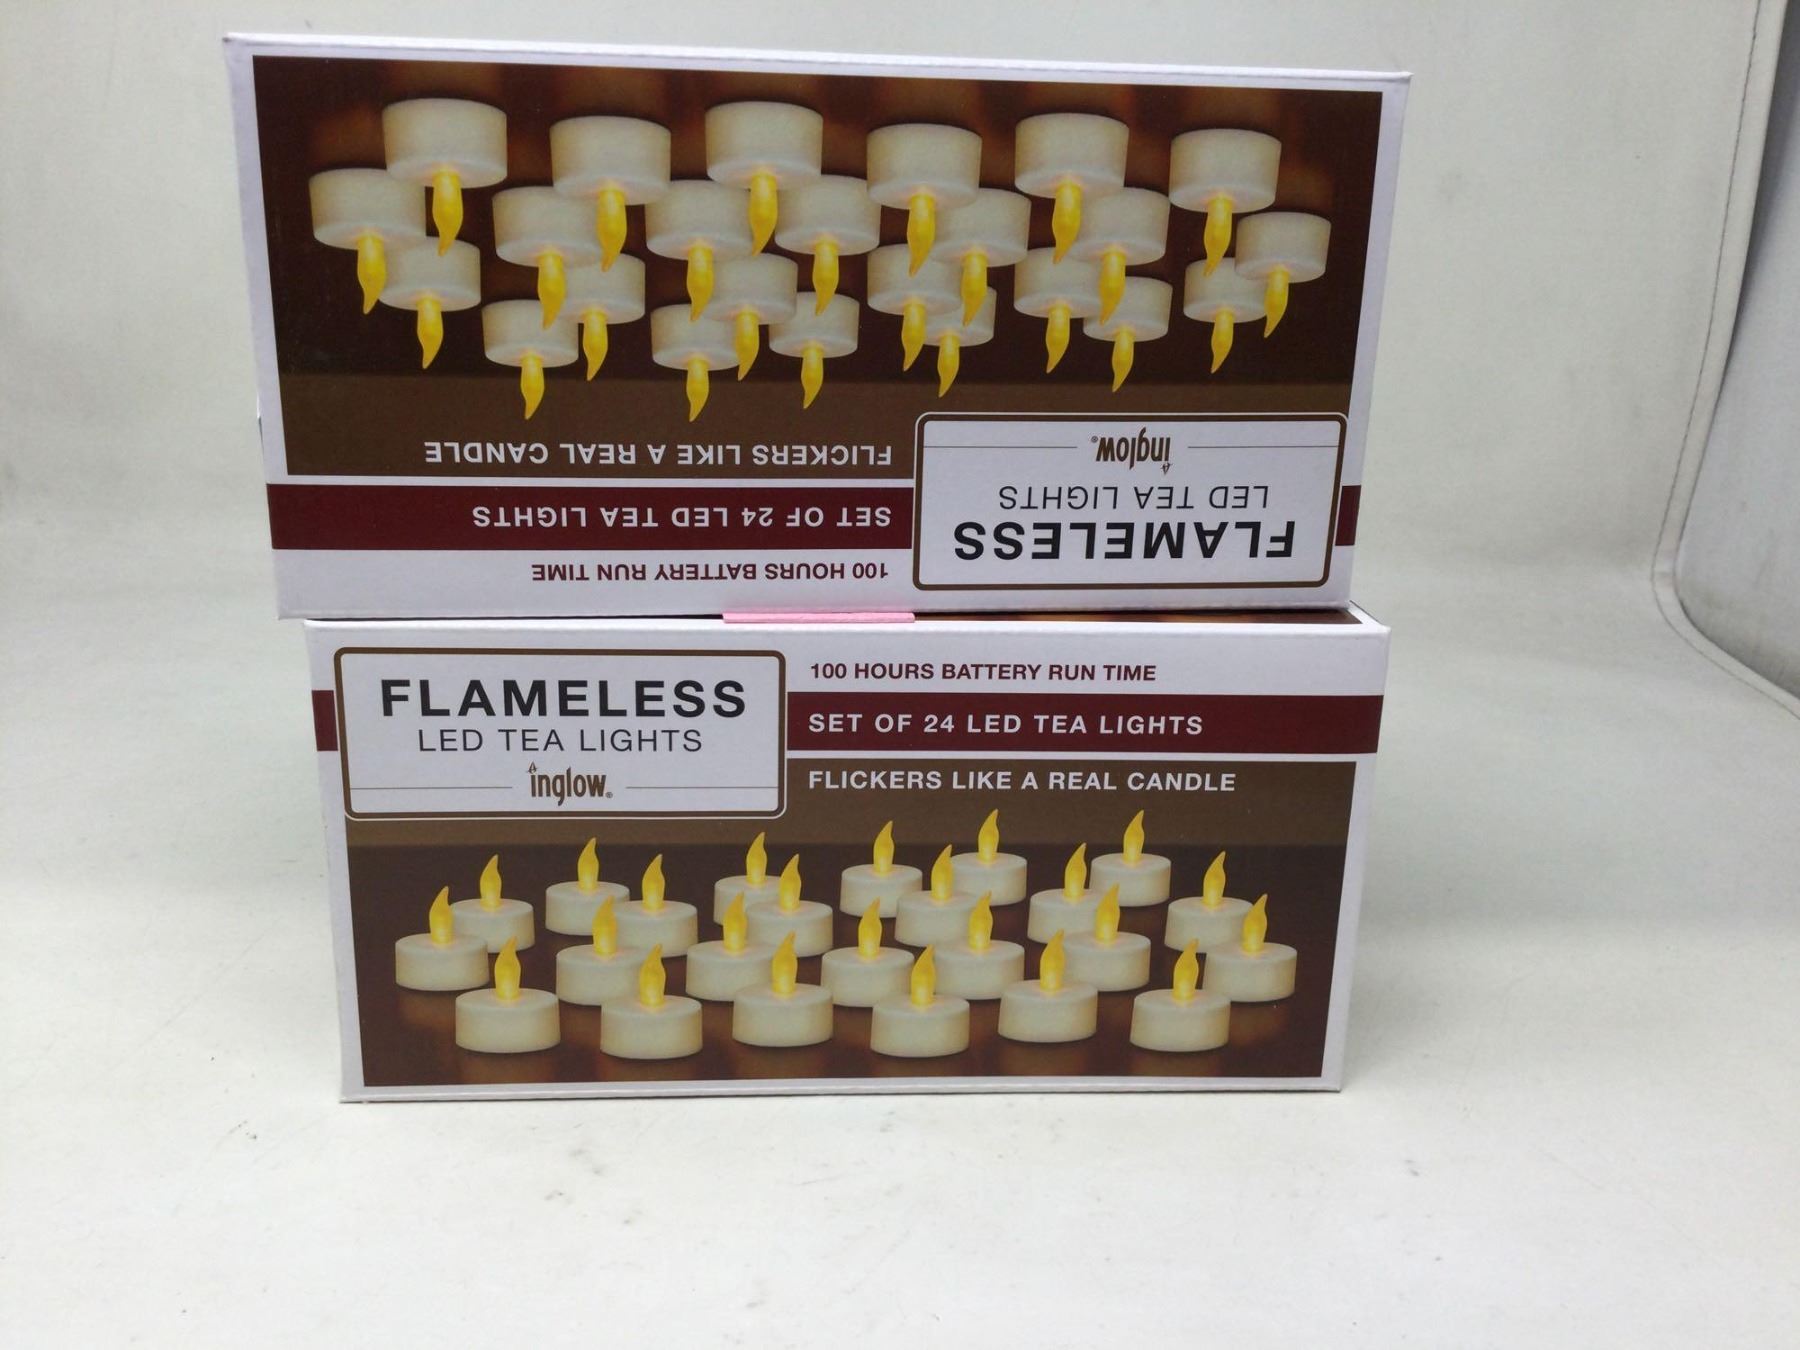 FLICKERS LIKE A REAL CANDLE
SET OF 24 LED TEA LIGHTS
100 HOURS BATTERY RUN TIME
inglow®
LED TEA LIGHTS
FLAMELESS
FLAMELESS
LED TEA LIGHTS
inglow®
100 HOURS BATTERY RUN TIME
SET OF 24 LED TEA LIGHTS
FLICKERS LIKE A REAL CANDLE